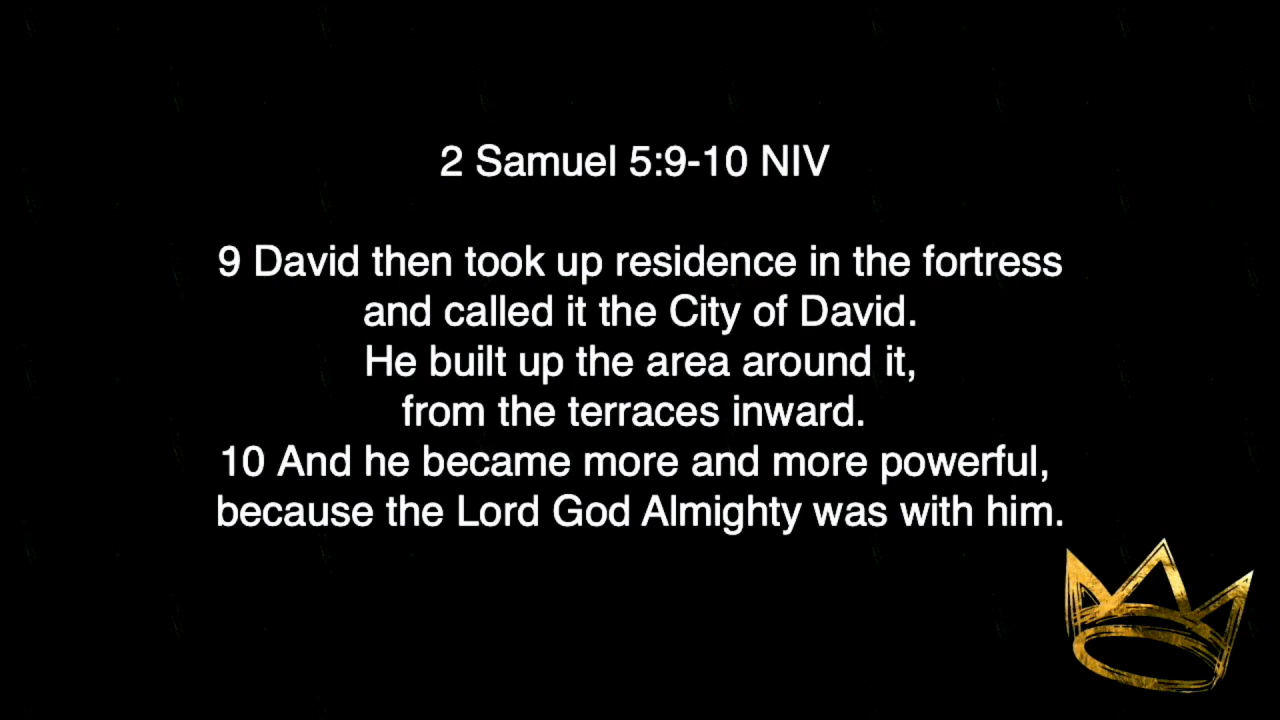 2 Samuel 5:9-10 NIV
9 David then took up residence in the fortress
and called it the City of David.
He built up the area around it,
from the terraces inward.
10 And he became more and more powerful,
because the Lord God Almighty was with him.